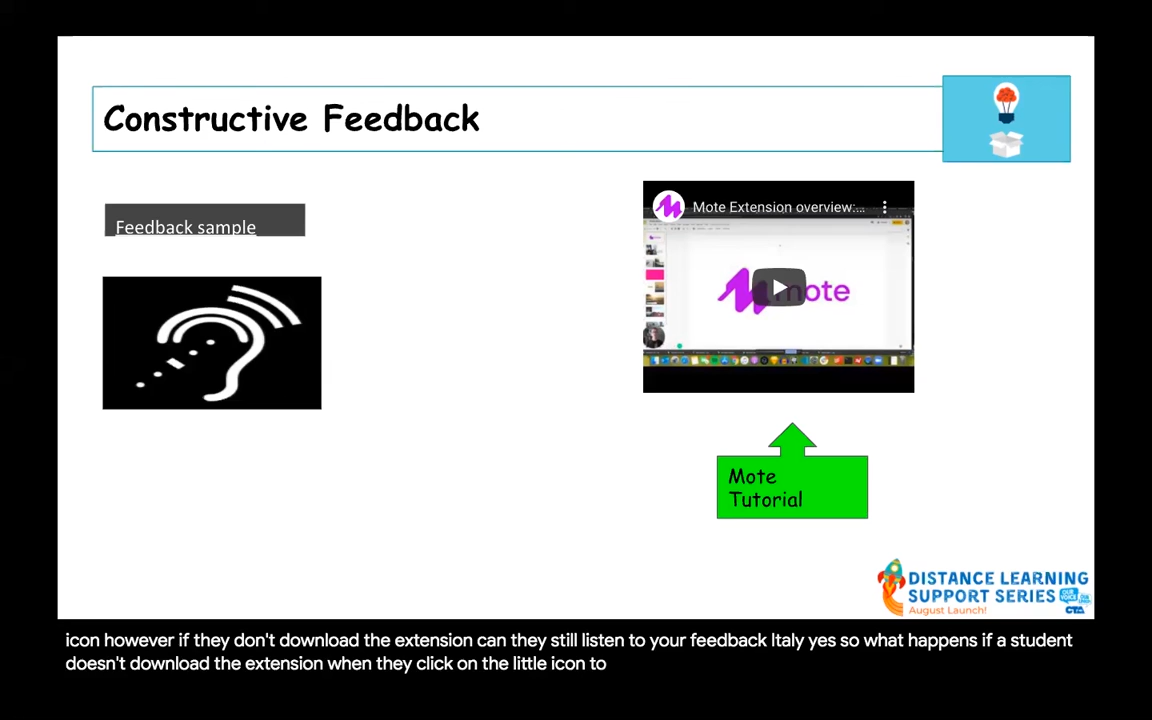 Constructive Feedback
Feedback sample
Mote Extension overview:...
mote
Mote
Tutorial
DISTANCE LEARNING
SUPPORT SERIES
August Launch!
CTA
icon however if they don't download the extension can they still listen to your feedback Italy yes so what happens if a student
doesn't download the extension when they click on the little icon to